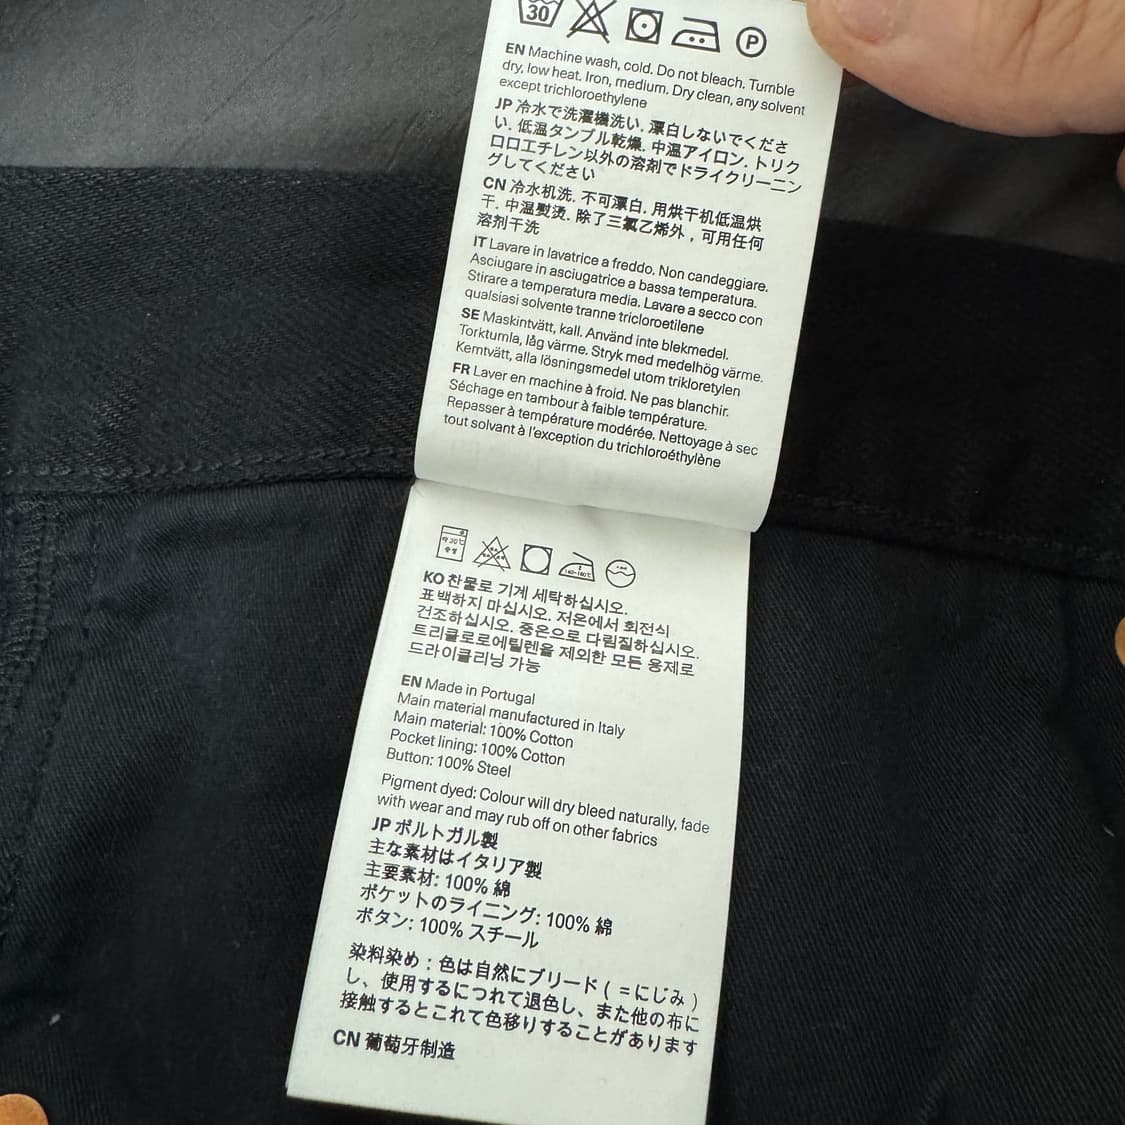 30
P
EN Machine wash, cold. Do not bleach. Tumble
dry, low heat. Iron, medium. Dry clean, any solvent
except trichloroethylene
JP 冷水で洗濯機洗い. 漂白しないでくださ
い. 低温タンブル乾燥. 中温アイロン. トリク
ロロエチレン以外の溶剤でドライクリーニン
グしてください
CN 冷水机洗. 不可漂白. 用烘干机低温烘
干. 中温熨烫. 除了三氯乙烯外，可用任何
溶剂干洗
IT Lavare in lavatrice a freddo. Non candeggiare.
Asciugare in asciugatrice a bassa temperatura.
Stirare a temperatura media. Lavare a secco con
qualsiasi solvente tranne tricloroetilene
SE Maskintvätt, kall. Använd inte blekmedel.
Torktumla, låg värme. Stryk med medelhög värme.
Kemtvätt, alla lösningsmedel utom trikloretylen
FR Laver en machine à froid. Ne pas blanchir.
Séchage en tambour à faible température.
Repasser à température modérée. Nettoyage à sec
tout solvant à l'exception du trichloroéthylène
KO 찬물로 기계 세탁하십시오.
표백하지 마십시오. 저온에서 회전식
건조하십시오. 중온으로 다림질하십시오.
트리클로로에틸렌을 제외한 모든 용제로
드라이클리닝 가능
EN Made in Portugal
Main material manufactured in Italy
Main material: 100% Cotton
Pocket lining: 100% Cotton
Button: 100% Steel
Pigment dyed: Colour will dry bleed naturally, fade
with wear and may rub off on other fabrics
JP ポルトガル製
主な素材はイタリア製
主要素材: 100% 綿
ポケットのライニング: 100% 綿
ボタン: 100% スチール
染料染め：色は自然にブリード ( =にじみ )
し、使用するにつれて退色し、また他の布に
接触するとこれて色移りすることがあります
CN 葡萄牙制造